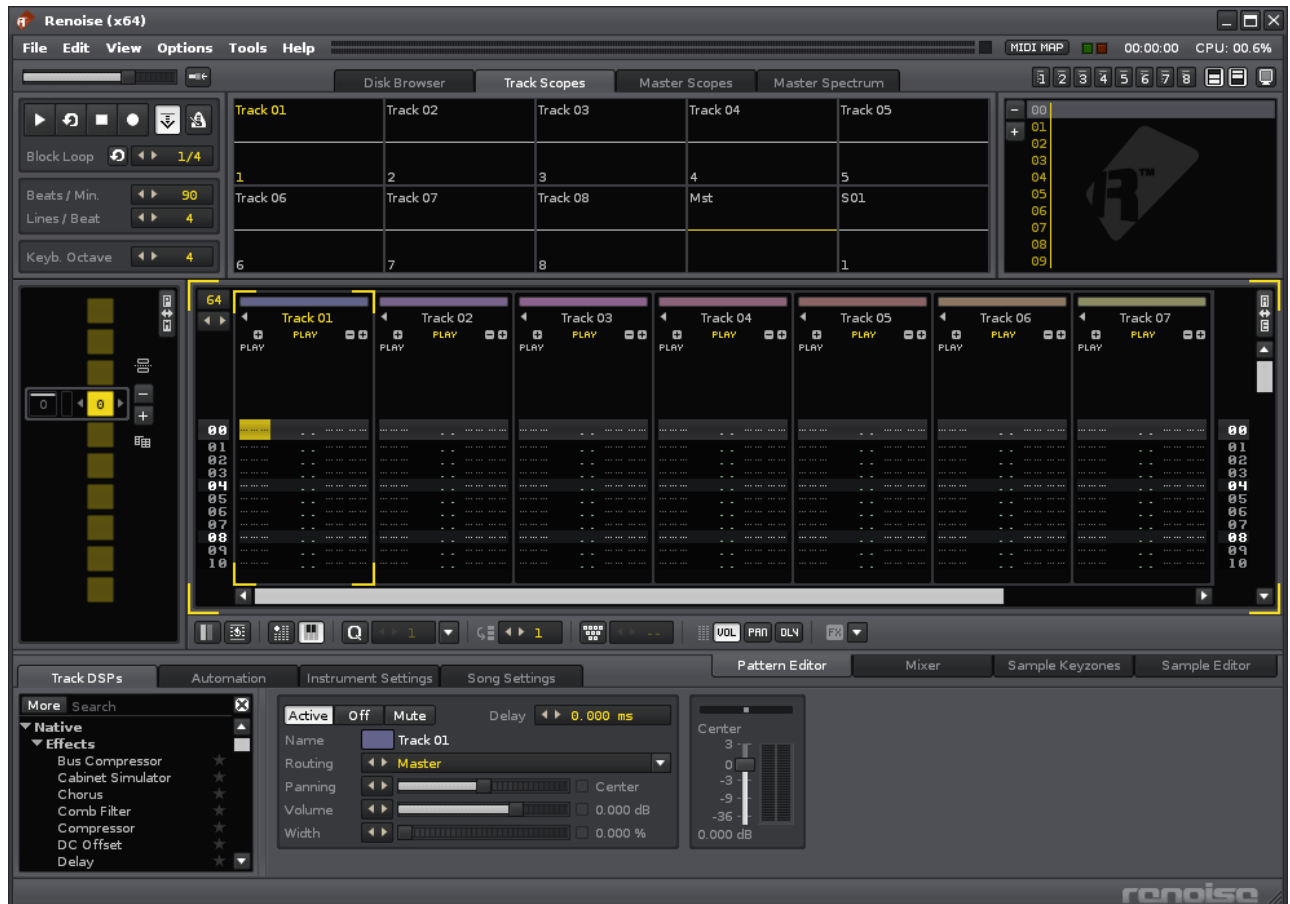 Renoise (x64)
File Edit View Options Tools Help MIDI MAP 00:00:00 CPU: 00.6%
Disk Browser Track Scopes Master Scopes Master Spectrum 1 2 3 4 5 6 7 8
Track 01 Track 02 Track 03 Track 04 Track 05
1 2 3 4 5
Track 06 Track 07 Track 08 Mst S01
6 7 8 1
Block Loop 1/4
Beats / Min. 90
Lines / Beat 4
Keyb. Octave 4
- 00
+ 01
02
03
04
05
06
07
08
09
R TM
P
M
0 0
64
Track 01 Track 02 Track 03 Track 04 Track 05 Track 06 Track 07
PLAY PLAY PLAY PLAY PLAY PLAY PLAY
PLAY PLAY PLAY PLAY PLAY PLAY PLAY
00 00
01 01
02 02
03 03
04 04
05 05
06 06
07 07
08 08
09 09
10 10
Q 1 1 -- VOL PAN DLY FX
Pattern Editor Mixer Sample Keyzones Sample Editor
Track DSPs Automation Instrument Settings Song Settings
More Search
Native
Effects
Bus Compressor
Cabinet Simulator
Chorus
Comb Filter
Compressor
DC Offset
Delay
Active Off Mute Delay 0.000 ms
Name Track 01
Routing Master
Panning Center
Volume 0.000 dB
Width 0.000 %
Center
3
0
-3
-9
-36
0.000 dB
renoise